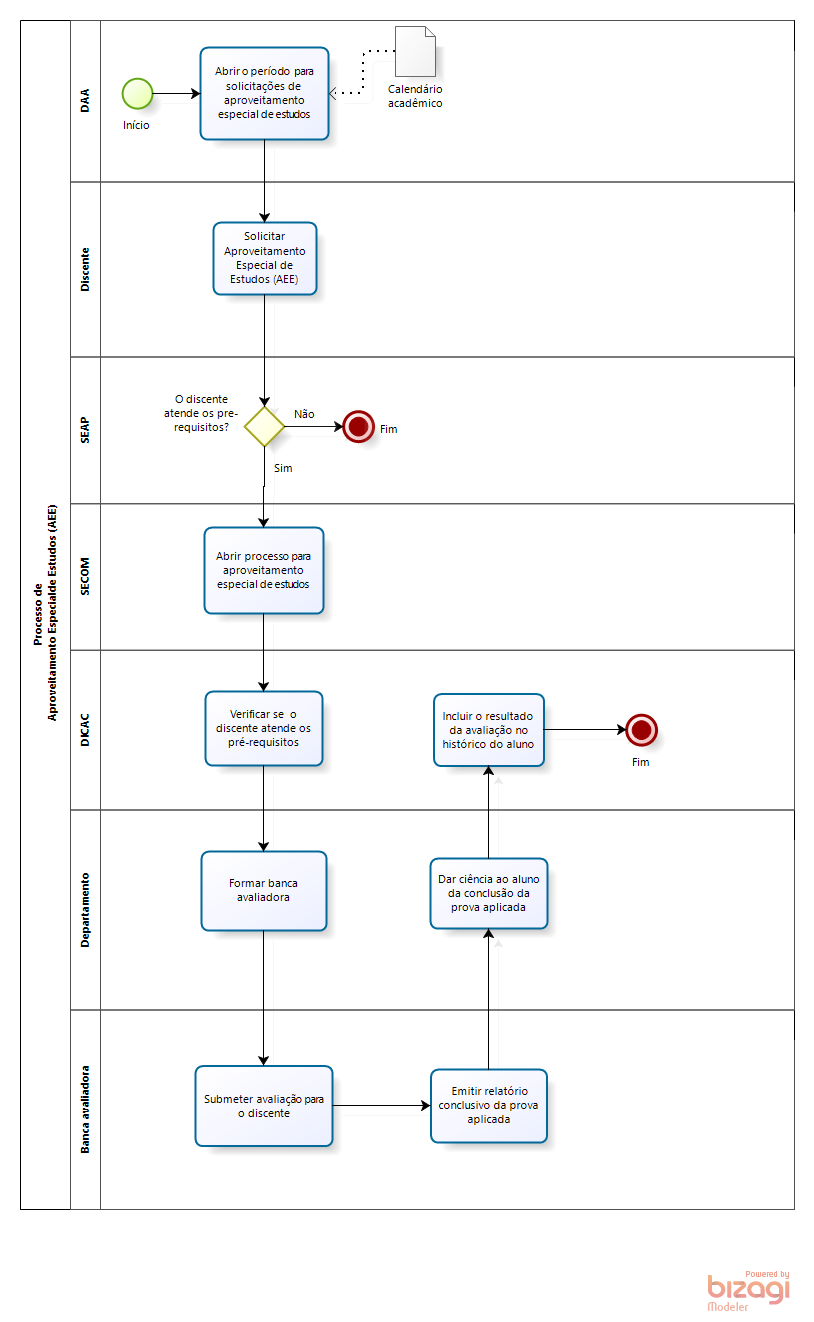 Processo de
Aproveitamento Especialde Estudos (AEE)
DAA
Início
Abrir o período para
solicitações de
aproveitamento
especial de estudos
Calendário
acadêmico
Discente
Solicitar
Aproveitamento
Especial de
Estudos (AEE)
SEAP
O discente
atende os pre-
requisitos?
Não
Fim
Sim
SECOM
Abrir processo para
aproveitamento
especial de estudos
DICAC
Verificar se o
discente atende os
pré-requisitos
Incluir o resultado
da avaliação no
histórico do aluno
Fim
Departamento
Formar banca
avaliadora
Dar ciência ao aluno
da conclusão da
prova aplicada
Banca avaliadora
Submeter avaliação para
o discente
Emitir relatório
conclusivo da prova
aplicada
Powered by
bizagi
Modeler